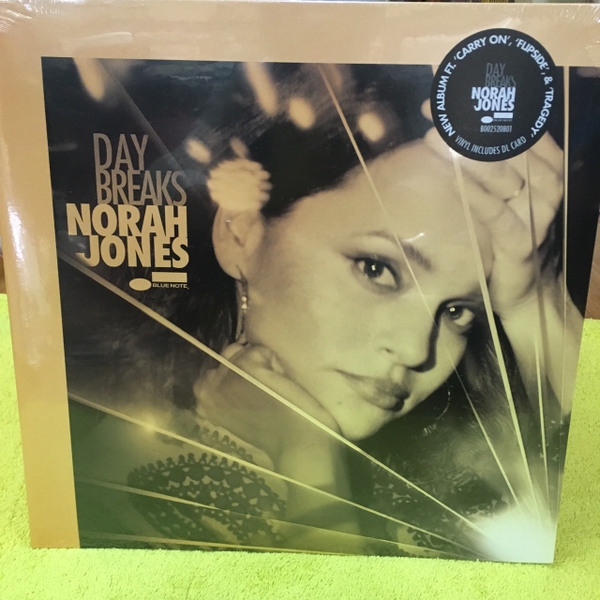 DAY
BREAKS
NORAH
JONES
BLUE NOTE
NEW ALBUM FT. 'CARRY ON', 'FLIPSIDE', & 'TRAGEDY'
DAY
BREAKS
NORAH
JONES
B002520801
VINYL INCLUDES DL CARD